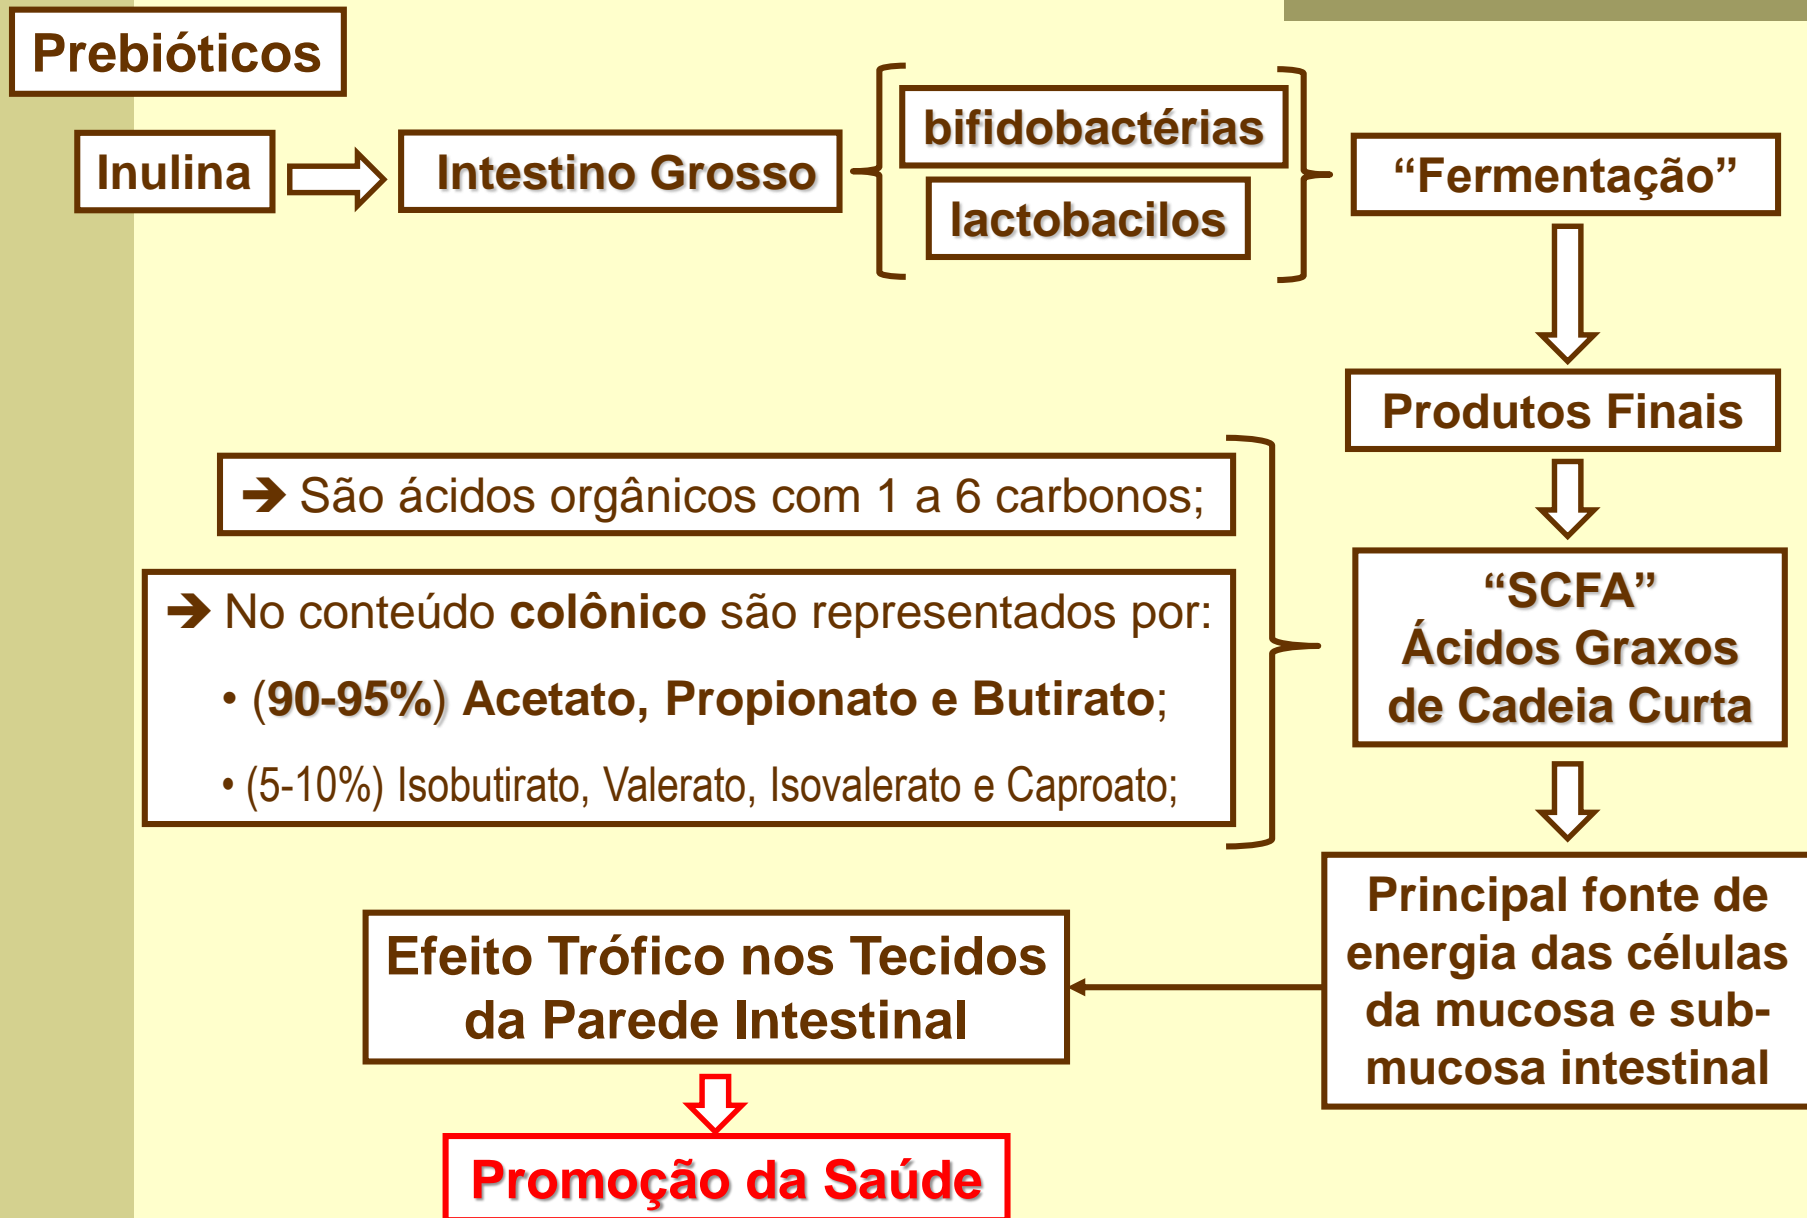 Prebióticos
Inulina
Intestino Grosso
bifidobactérias
lactobacilos
“Fermentação”
Produtos Finais
➔ São ácidos orgânicos com 1 a 6 carbonos;
➔ No conteúdo colônico são representados por:
• (90-95%) Acetato, Propionato e Butirato;
• (5-10%) Isobutirato, Valerato, Isovalerato e Caproato;
“SCFA”
Ácidos Graxos
de Cadeia Curta
Principal fonte de
energia das células
da mucosa e sub-
mucosa intestinal
Efeito Trófico nos Tecidos
da Parede Intestinal
Promoção da Saúde